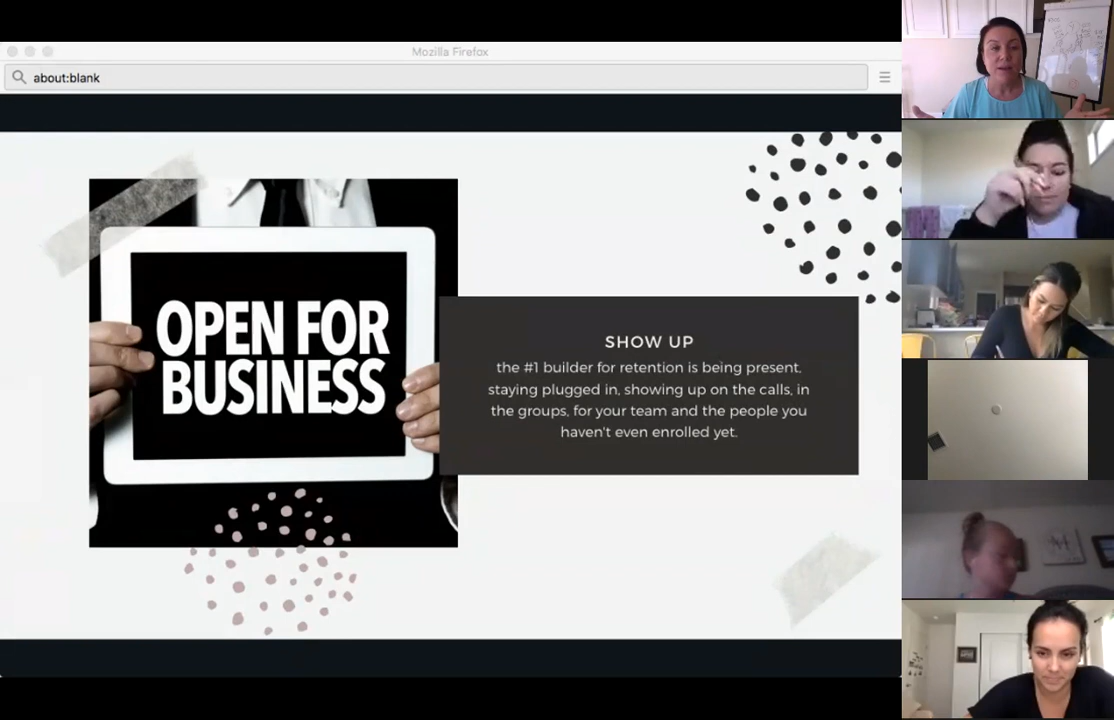 Mozilla Firefox
about:blank
OPEN FOR
BUSINESS
SHOW UP
the #1 builder for retention is being present,
staying plugged in, showing up on the calls, in
the groups, for your team and the people you
haven't even enrolled yet.
M